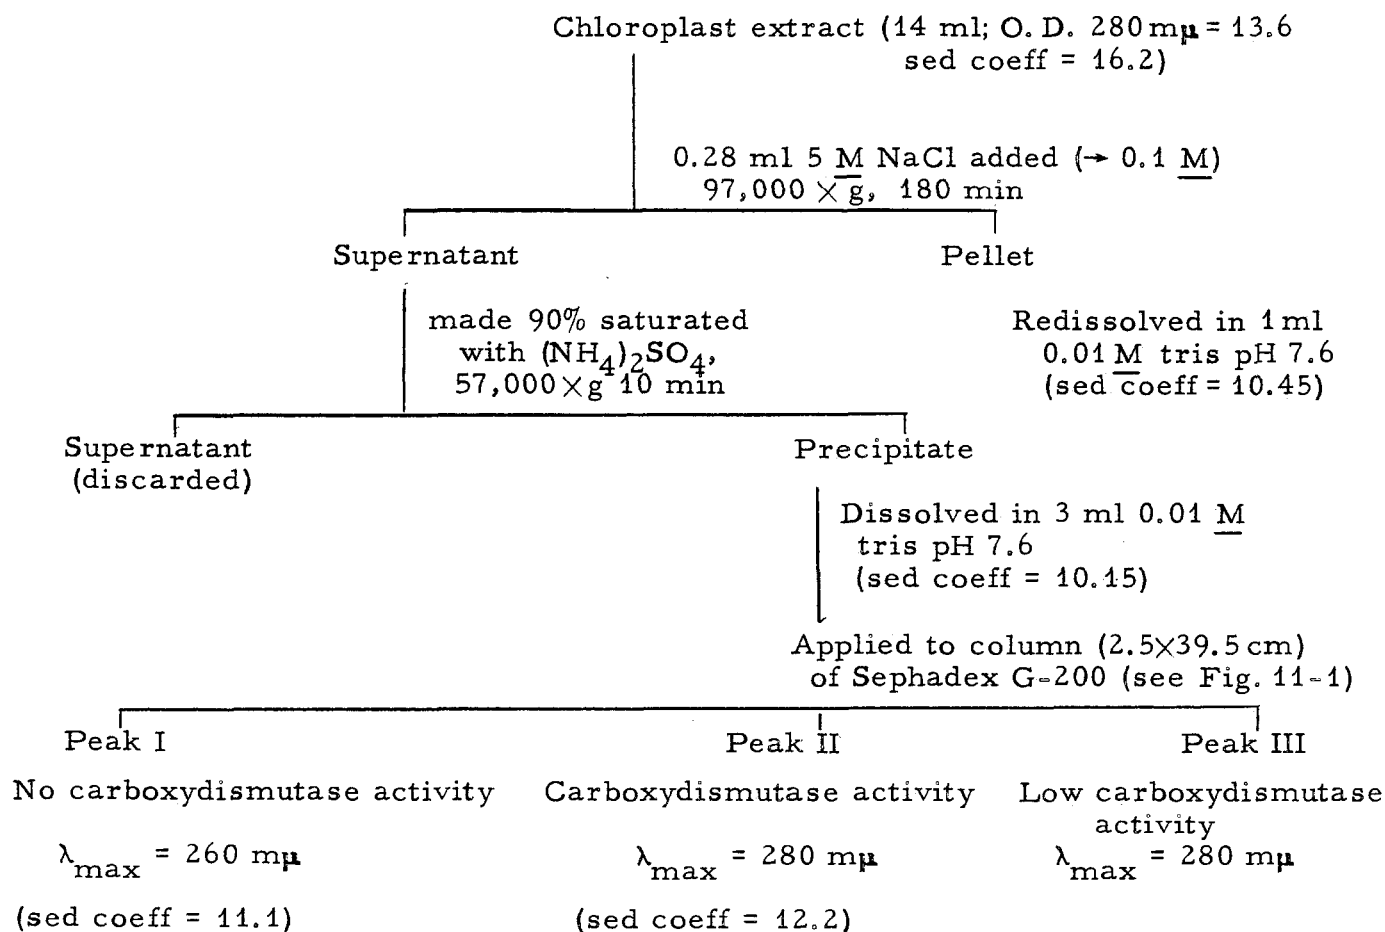 Chloroplast extract (14 ml; O. D. 280 mμ = 13.6
sed coeff = 16.2)
0.28 ml 5 M NaCl added (→ 0.1 M)
97,000 × g, 180 min
Supernatant
Pellet
made 90% saturated
with (NH4)2SO4,
57,000×g 10 min
Redissolved in 1 ml
0.01 M tris pH 7.6
(sed coeff = 10.45)
Supernatant
(discarded)
Precipitate
Dissolved in 3 ml 0.01 M
tris pH 7.6
(sed coeff = 10.15)
Applied to column (2.5×39.5 cm)
of Sephadex G-200 (see Fig. 11-1)
Peak I
No carboxydismutase activity
λmax = 260 mμ
(sed coeff = 11.1)
Peak II
Carboxydismutase activity
λmax = 280 mμ
(sed coeff = 12.2)
Peak III
Low carboxydismutase
activity
λmax = 280 mμ